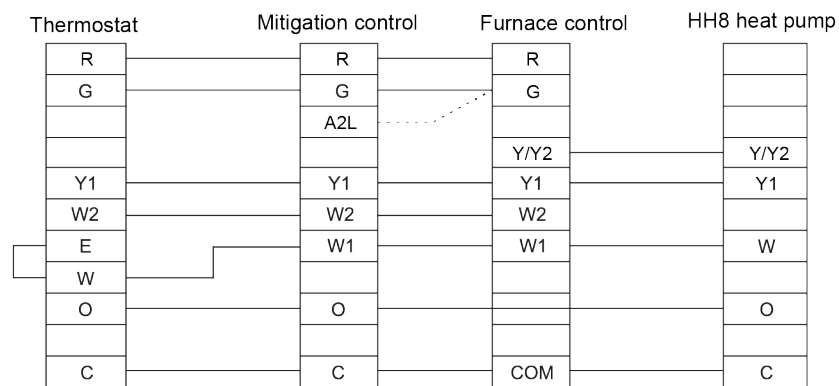 Thermostat Mitigation control Furnace control HH8 heat pump
R R R
G G G
A2L
Y/Y2 Y/Y2
Y1 Y1 Y1 Y1
W2 W2 W2
E W1 W1 W
W
O O O
C C COM C